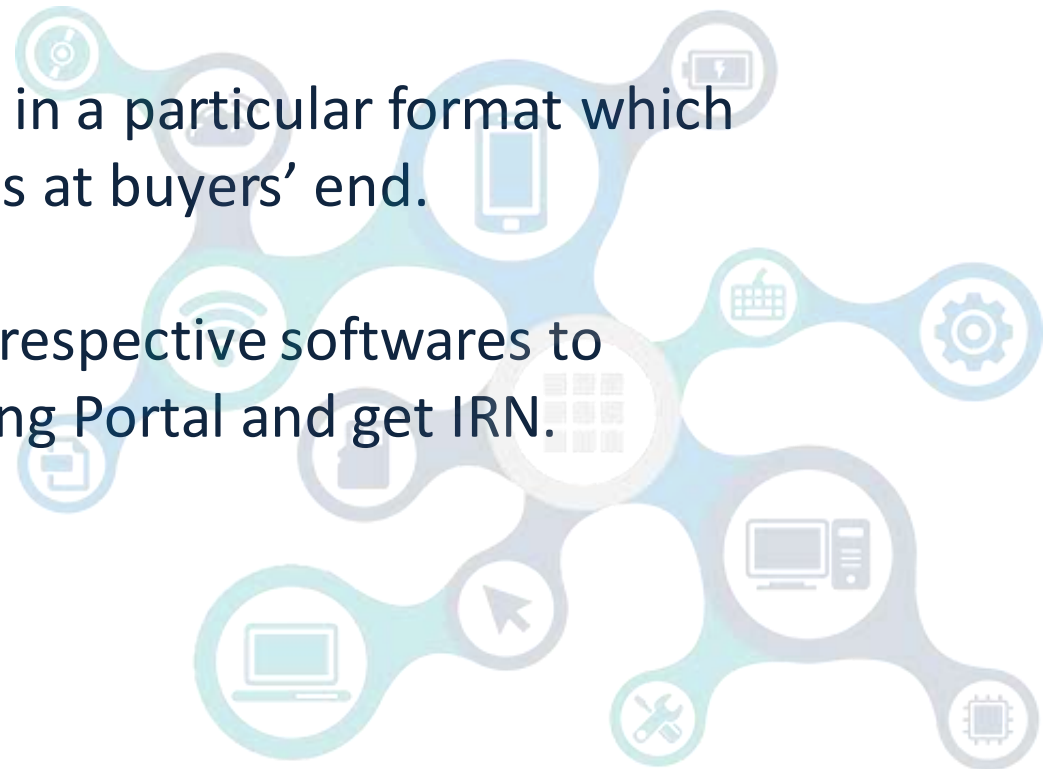 in a particular format which
s at buyers’ end.
respective softwares to
ng Portal and get IRN.